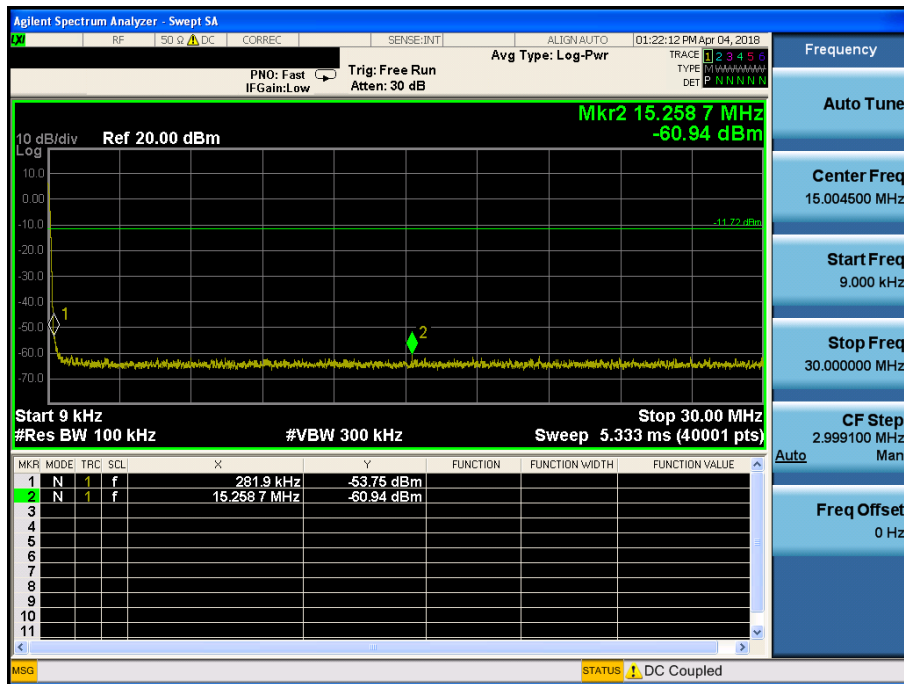 Agilent Spectrum Analyzer - Swept SA
LXI RF 50 Ω DC CORREC SENSE:INT ALIGN AUTO 01:22:12 PM Apr 04, 2018
Frequency
PNO: Fast
IFGain:Low
Trig: Free Run
Atten: 30 dB
Avg Type: Log-Pwr
TRACE 1 2 3 4 5 6
TYPE M WWWWW
DET P N N N N N
Auto Tune
Mkr2 15.258 7 MHz
-60.94 dBm
10 dB/div Ref 20.00 dBm
Log
10.0
0.00
-10.0
-20.0
-30.0
-40.0
-50.0
-60.0
-70.0
-11.72 dBm
1
2
Start 9 kHz Stop 30.00 MHz
#Res BW 100 kHz #VBW 300 kHz Sweep 5.333 ms (40001 pts)
Center Freq
15.004500 MHz
Start Freq
9.000 kHz
Stop Freq
30.000000 MHz
CF Step
2.999100 MHz
Auto Man
Freq Offset
0 Hz
MKR MODE TRC SCL X Y FUNCTION FUNCTION WIDTH FUNCTION VALUE
1 N 1 f 281.9 kHz -53.75 dBm
2 N 1 f 15.258 7 MHz -60.94 dBm
3
4
5
6
7
8
9
10
11
MSG STATUS DC Coupled